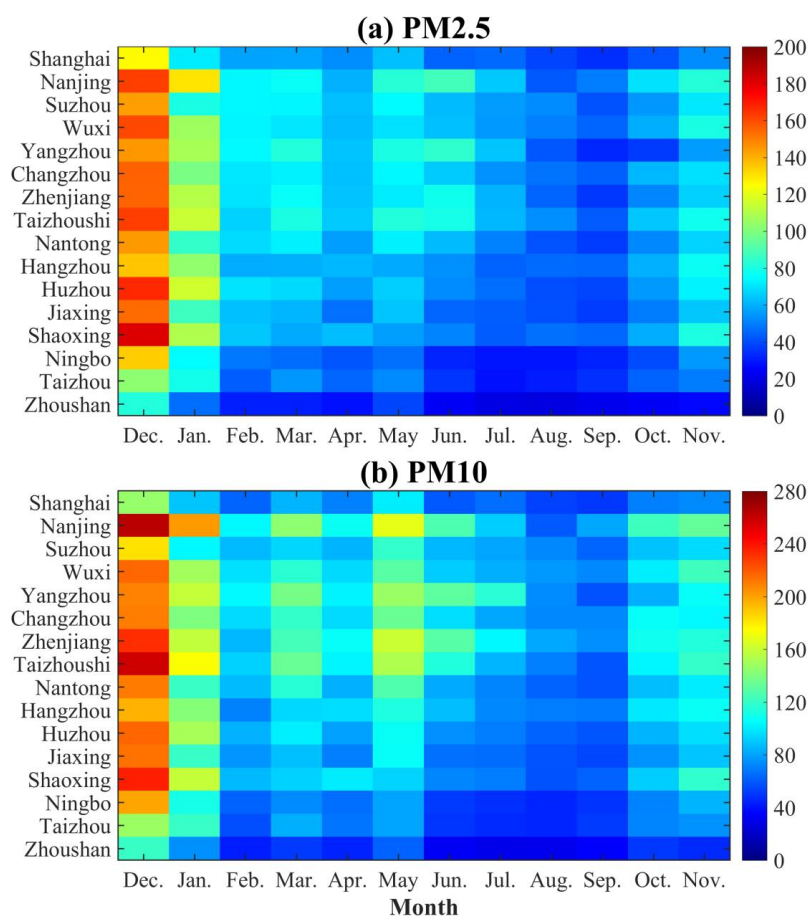 (a) PM2.5
Shanghai
Nanjing
Suzhou
Wuxi
Yangzhou
Changzhou
Zhenjiang
Taizhoushi
Nantong
Hangzhou
Huzhou
Jiaxing
Shaoxing
Ningbo
Taizhou
Zhoushan
Dec. Jan. Feb. Mar. Apr. May Jun. Jul. Aug. Sep. Oct. Nov.
200
180
160
140
120
100
80
60
40
20
0
(b) PM10
Shanghai
Nanjing
Suzhou
Wuxi
Yangzhou
Changzhou
Zhenjiang
Taizhoushi
Nantong
Hangzhou
Huzhou
Jiaxing
Shaoxing
Ningbo
Taizhou
Zhoushan
Dec. Jan. Feb. Mar. Apr. May Jun. Jul. Aug. Sep. Oct. Nov.
Month
280
240
200
160
120
80
40
0